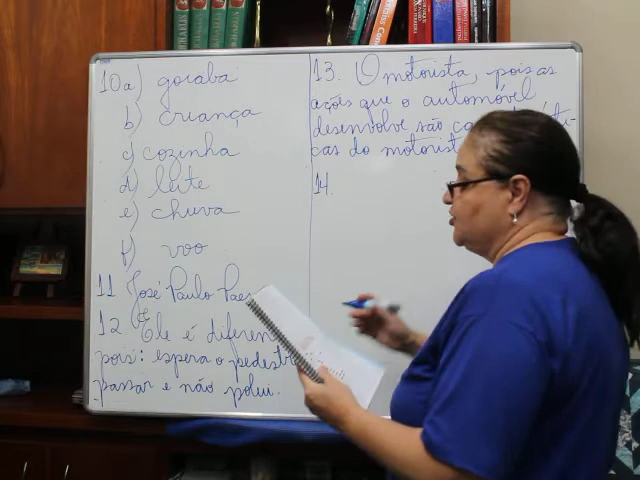 10a) goiaba
b) criança
c) cozinha
d) leite
e) chuva
f) voo
11 José Paulo Paes
12 Ele é diferen
pois: espera o pedestre
passar e não polui.
13. O motorista, pois as
ações que o automóvel
desenvolve são
cas do motorist
14.